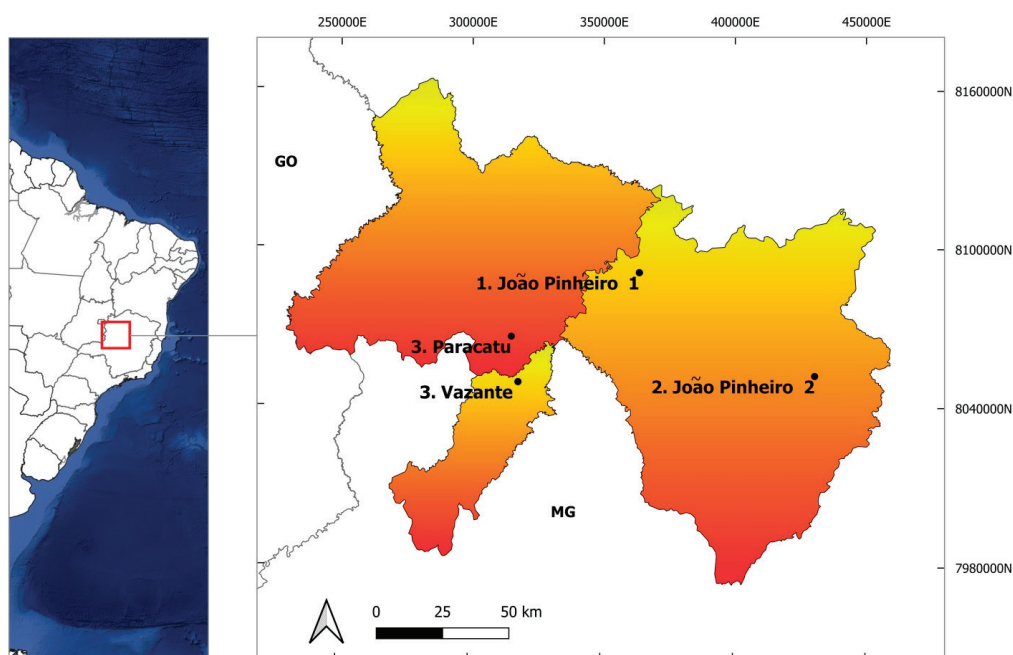 250000E 300000E 350000E 400000E 450000E
8160000N
GO
8100000N
1. João Pinheiro 1
3. Paracatu
2. João Pinheiro 2
3. Vazante
8040000N
MG
7980000N
0 25 50 km